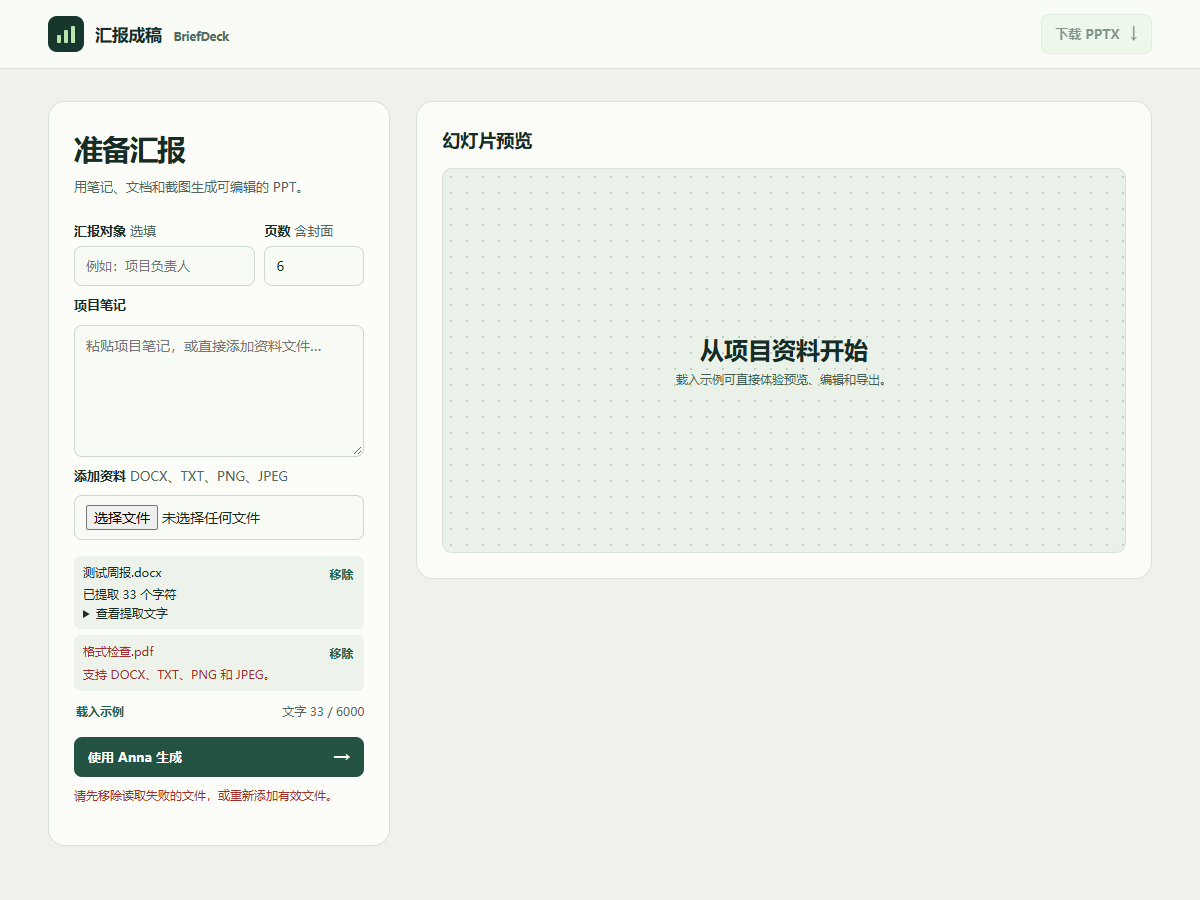 汇报成稿 BriefDeck
下载 PPTX ↓
准备汇报
用笔记、文档和截图生成可编辑的 PPT。
汇报对象 选填
页数 含封面
例如：项目负责人
6
项目笔记
粘贴项目笔记，或直接添加资料文件...
添加资料 DOCX、TXT、PNG、JPEG
选择文件 未选择任何文件
测试周报.docx
移除
已提取 33 个字符
▶ 查看提取文字
格式检查.pdf
移除
支持 DOCX、TXT、PNG 和 JPEG。
载入示例
文字 33 / 6000
使用 Anna 生成 →
请先移除读取失败的文件，或重新添加有效文件。
幻灯片预览
从项目资料开始
载入示例可直接体验预览、编辑和导出。